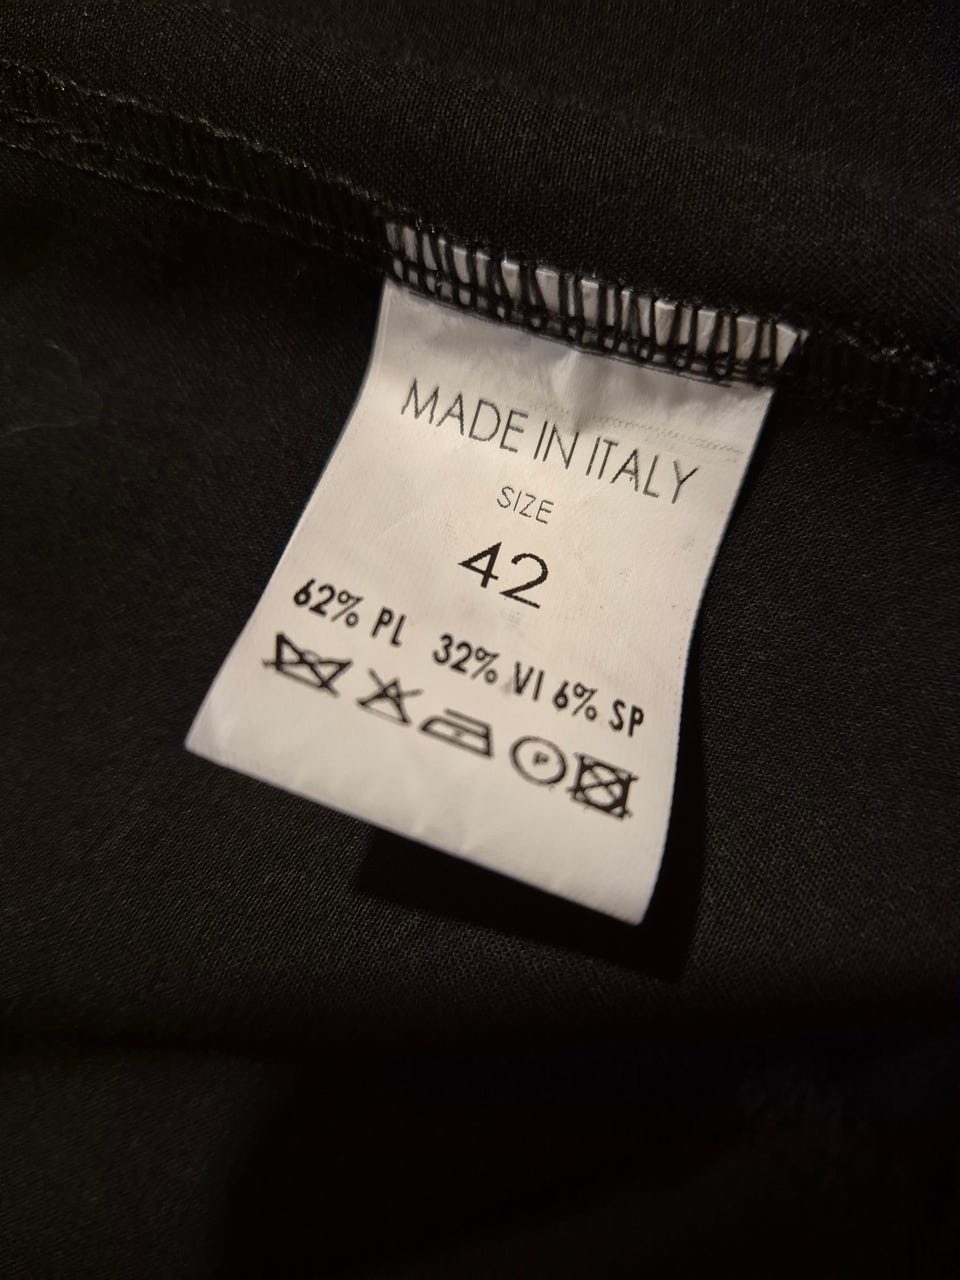 MADE IN ITALY
SIZE
42
62% PL 32% VI 6% SP
P